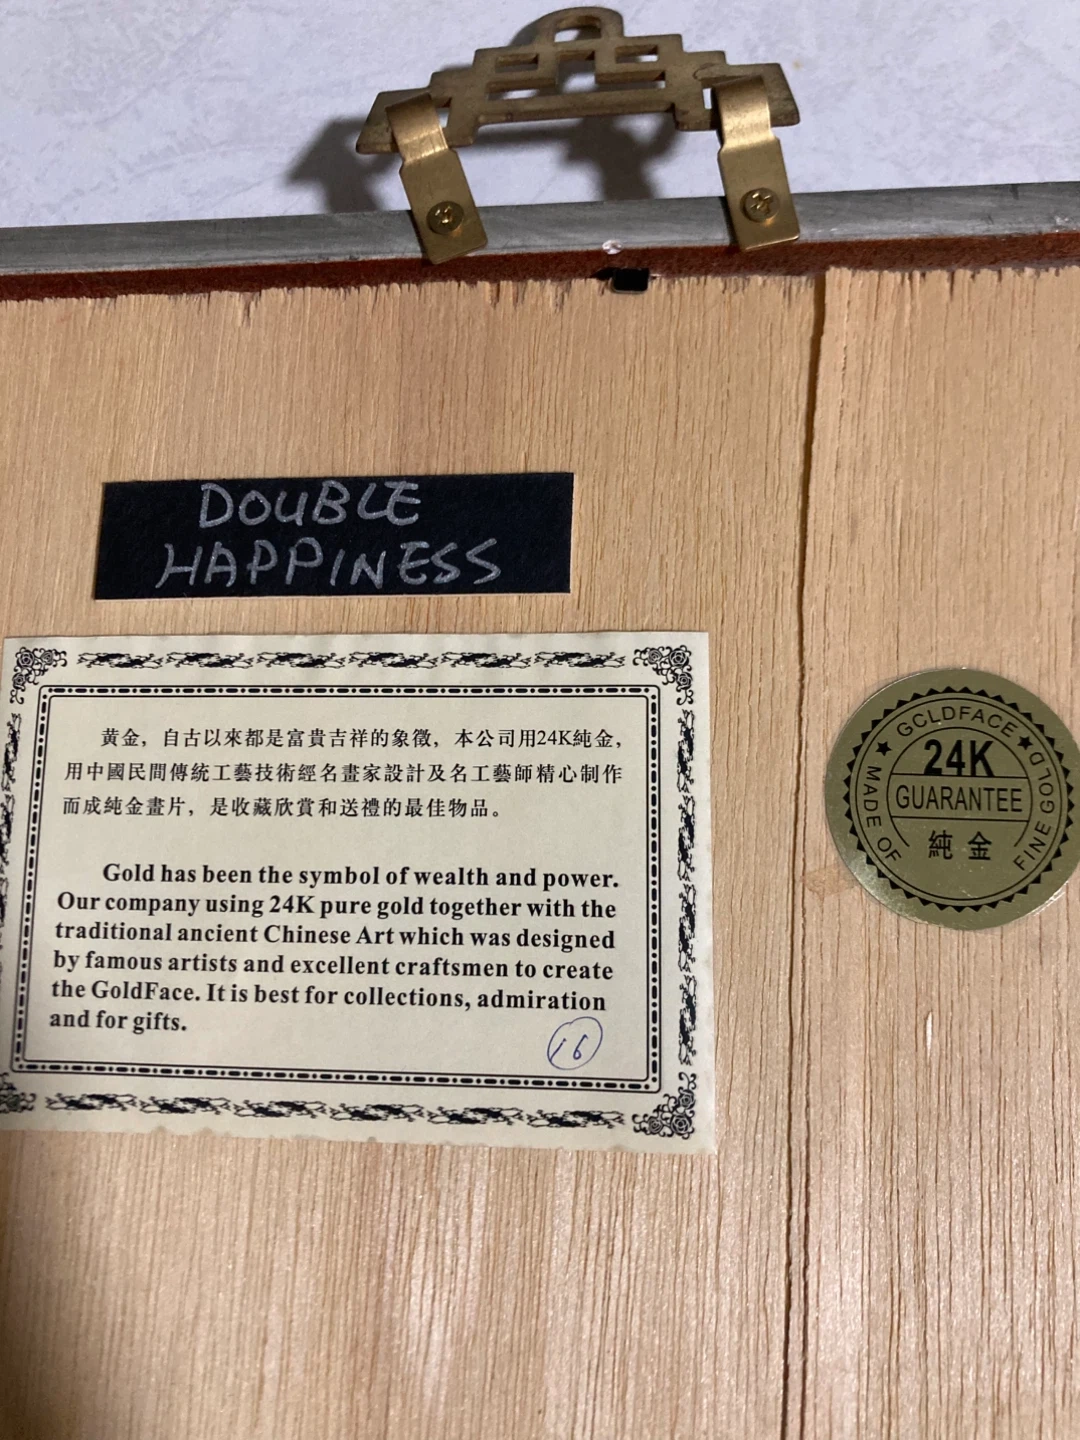 DOUBLE
HAPPINESS
黄金，自古以來都是富貴吉祥的象徵，本公司用24K純金，
用中國民間傳統工藝技術經名畫家設計及名工藝師精心制作
而成純金畫片，是收藏欣賞和送禮的最佳物品。
Gold has been the symbol of wealth and power.
Our company using 24K pure gold together with the
traditional ancient Chinese Art which was designed
by famous artists and excellent craftsmen to create
the GoldFace. It is best for collections, admiration
and for gifts.
16
GCLDFACE
24K
GUARANTEE
純金
MADE OF FINE GOLD